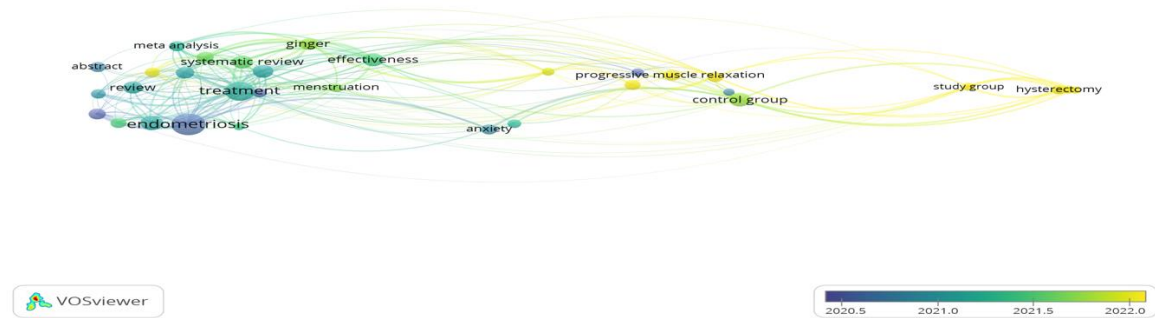 meta analysis
ginger
systematic review
effectiveness
abstract
review
treatment
menstruation
endometriosis
anxiety
progressive muscle relaxation
control group
study group
hysterectomy
VOSviewer
2020.5 2021.0 2021.5 2022.0